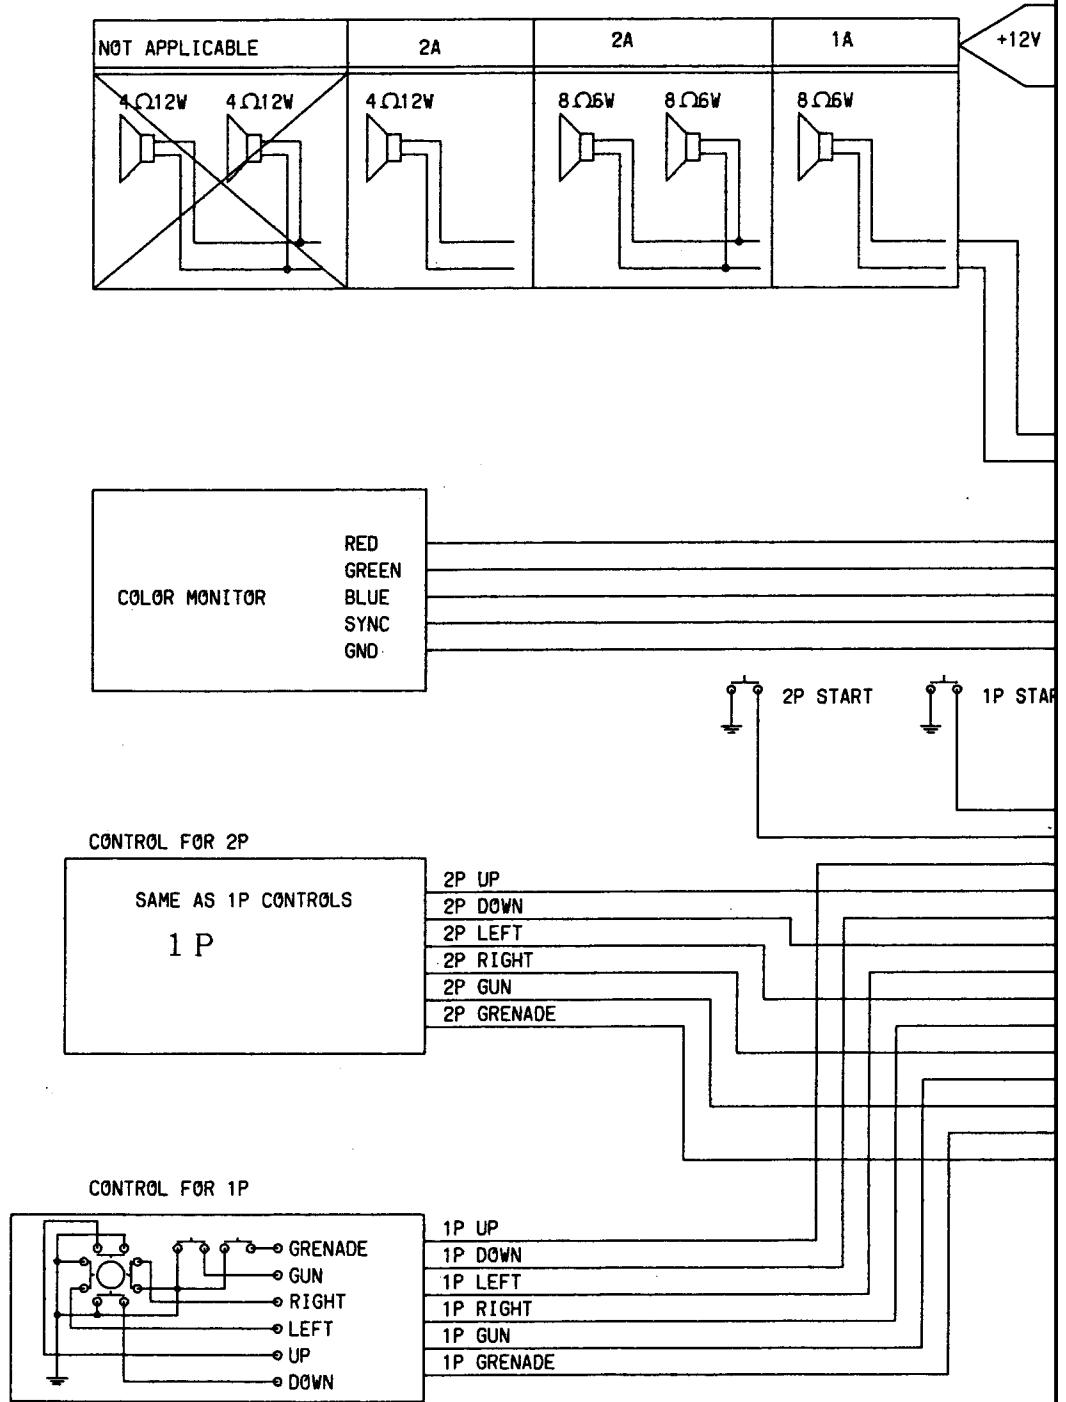 NOT APPLICABLE 2A 2A 1A +12V
4Ω12W 4Ω12W 4Ω12W 8Ω6W 8Ω6W 8Ω6W
COLOR MONITOR
RED
GREEN
BLUE
SYNC
GND
2P START 1P STAR
CONTROL FOR 2P
SAME AS 1P CONTROLS
1 P
2P UP
2P DOWN
2P LEFT
2P RIGHT
2P GUN
2P GRENADE
CONTROL FOR 1P
GRENADE
GUN
RIGHT
LEFT
UP
DOWN
1P UP
1P DOWN
1P LEFT
1P RIGHT
1P GUN
1P GRENADE